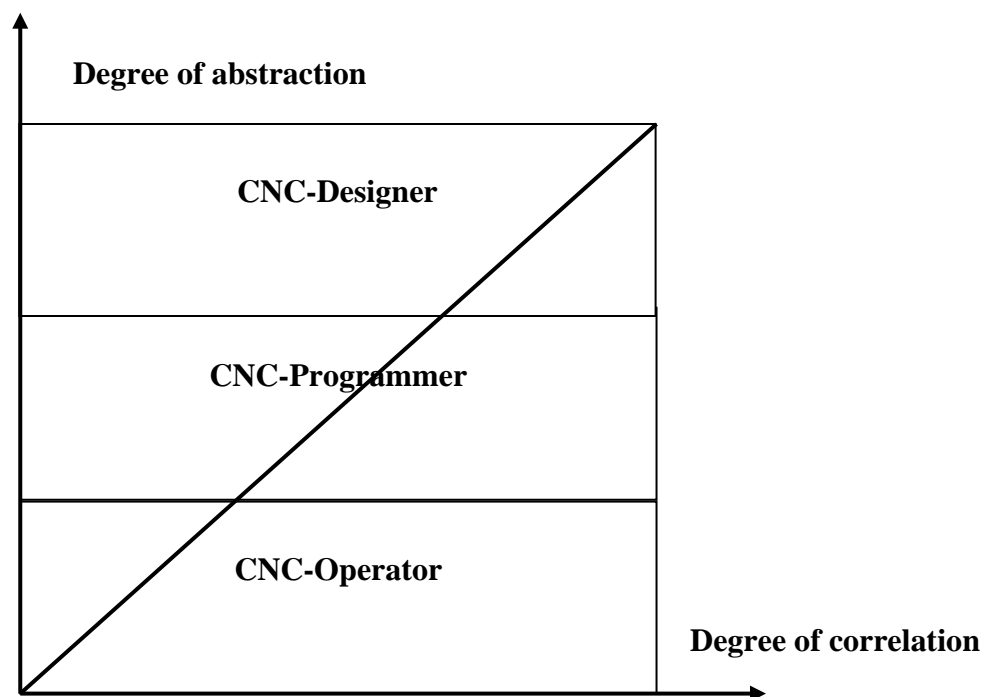 Degree of abstraction
CNC-Designer
CNC-Programmer
CNC-Operator
Degree of correlation